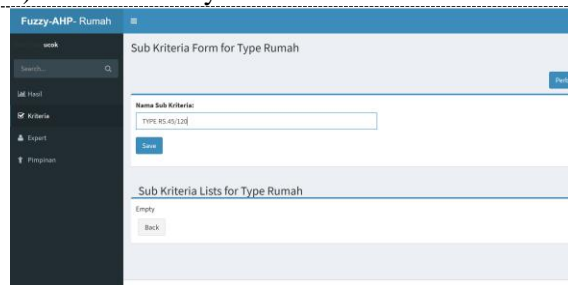 Fuzzy-AHP- Rumah
ucok
Search..
Hasil
Kriteria
Expert
Pimpinan
Sub Kriteria Form for Type Rumah
Nama Sub Kriteria:
TYPE RS.45/120
Save
Sub Kriteria Lists for Type Rumah
Empty
Back